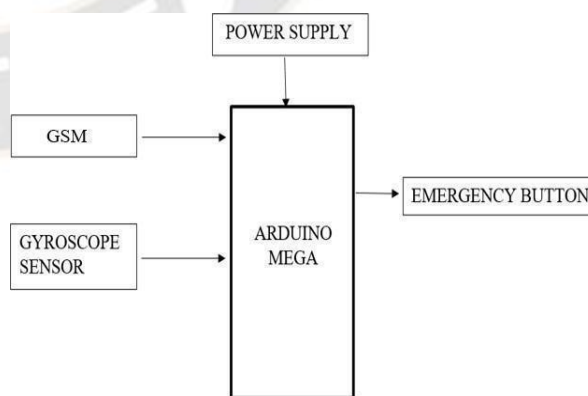 POWER SUPPLY
GSM
EMERGENCY BUTTON
GYROSCOPE
SENSOR
ARDUINO
MEGA